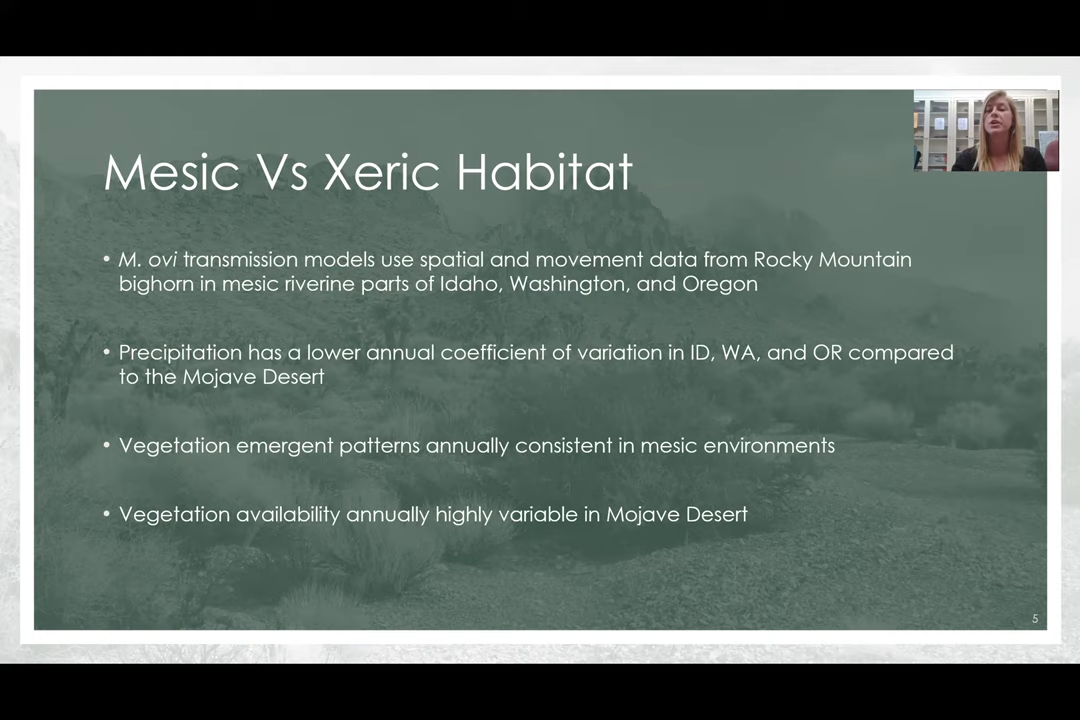 Mesic Vs Xeric Habitat
• M. ovi transmission models use spatial and movement data from Rocky Mountain
bighorn in mesic riverine parts of Idaho, Washington, and Oregon
• Precipitation has a lower annual coefficient of variation in ID, WA, and OR compared
to the Mojave Desert
• Vegetation emergent patterns annually consistent in mesic environments
• Vegetation availability annually highly variable in Mojave Desert
5